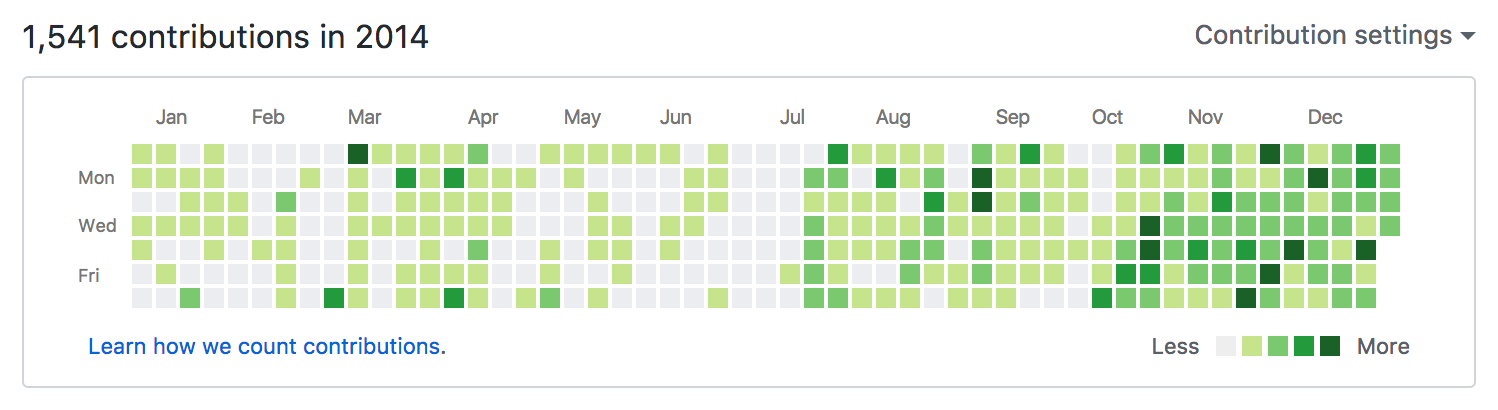 1,541 contributions in 2014
Contribution settings
Jan Feb Mar Apr May Jun Jul Aug Sep Oct Nov Dec
Mon
Wed
Fri
Learn how we count contributions.
Less More